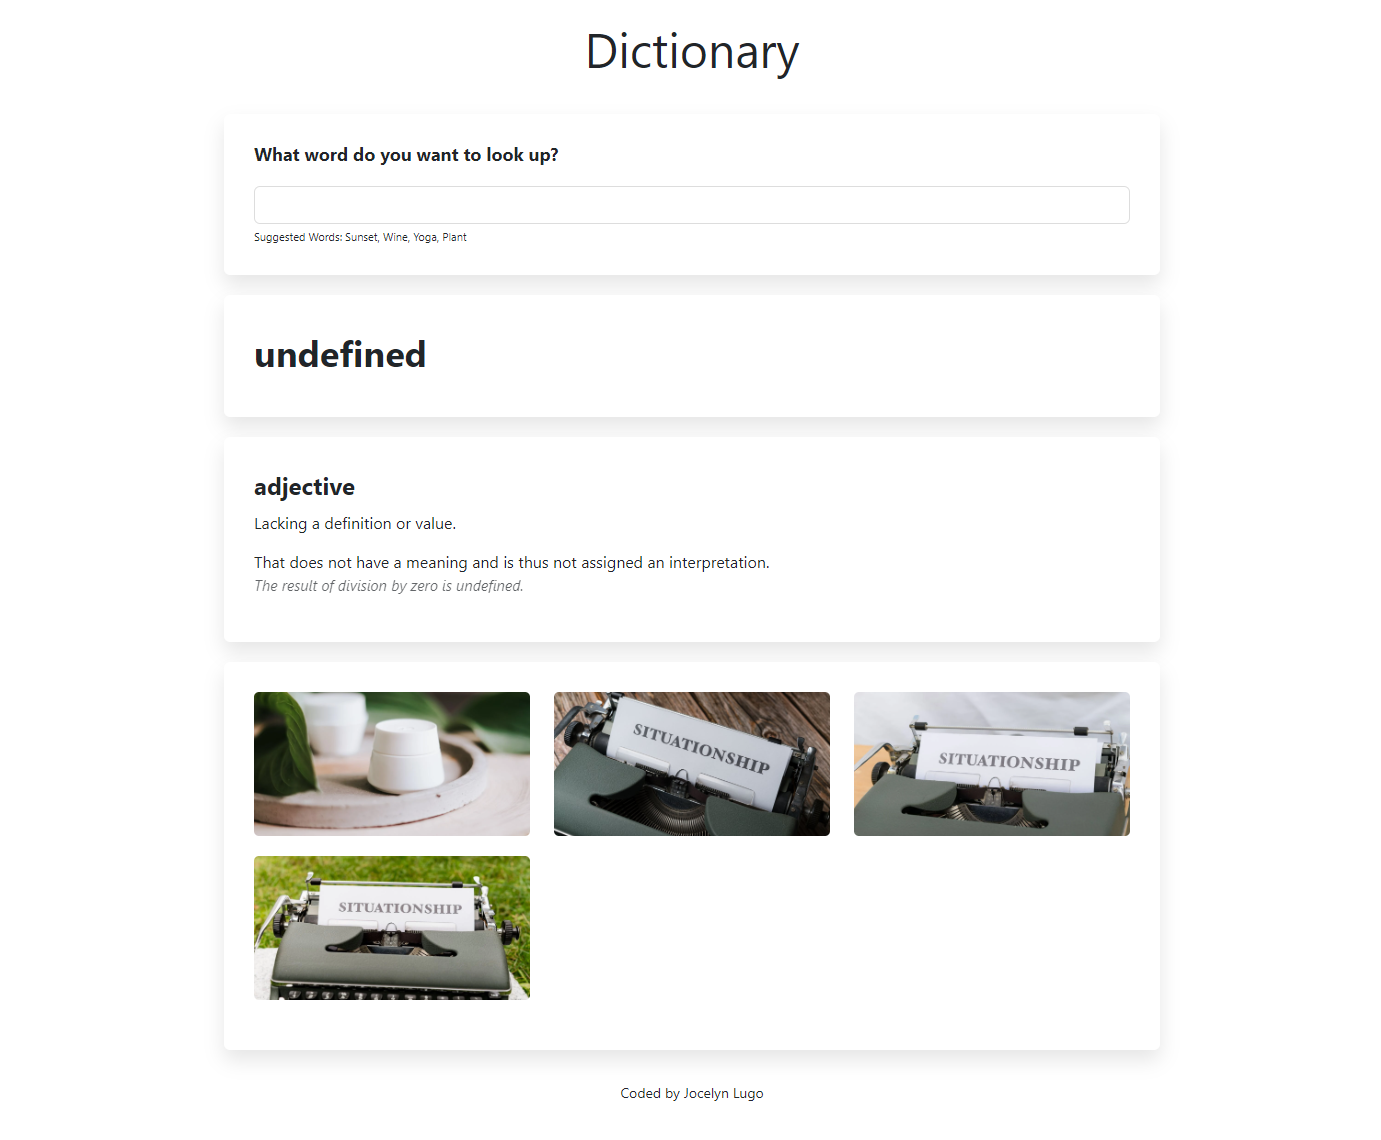 Dictionary
What word do you want to look up?
Suggested Words: Sunset, Wine, Yoga, Plant
undefined
adjective
Lacking a definition or value.
That does not have a meaning and is thus not assigned an interpretation.
The result of division by zero is undefined.
SITUATIONSHIP
SITUATIONSHIP
SITUATIONSHIP
Coded by Jocelyn Lugo